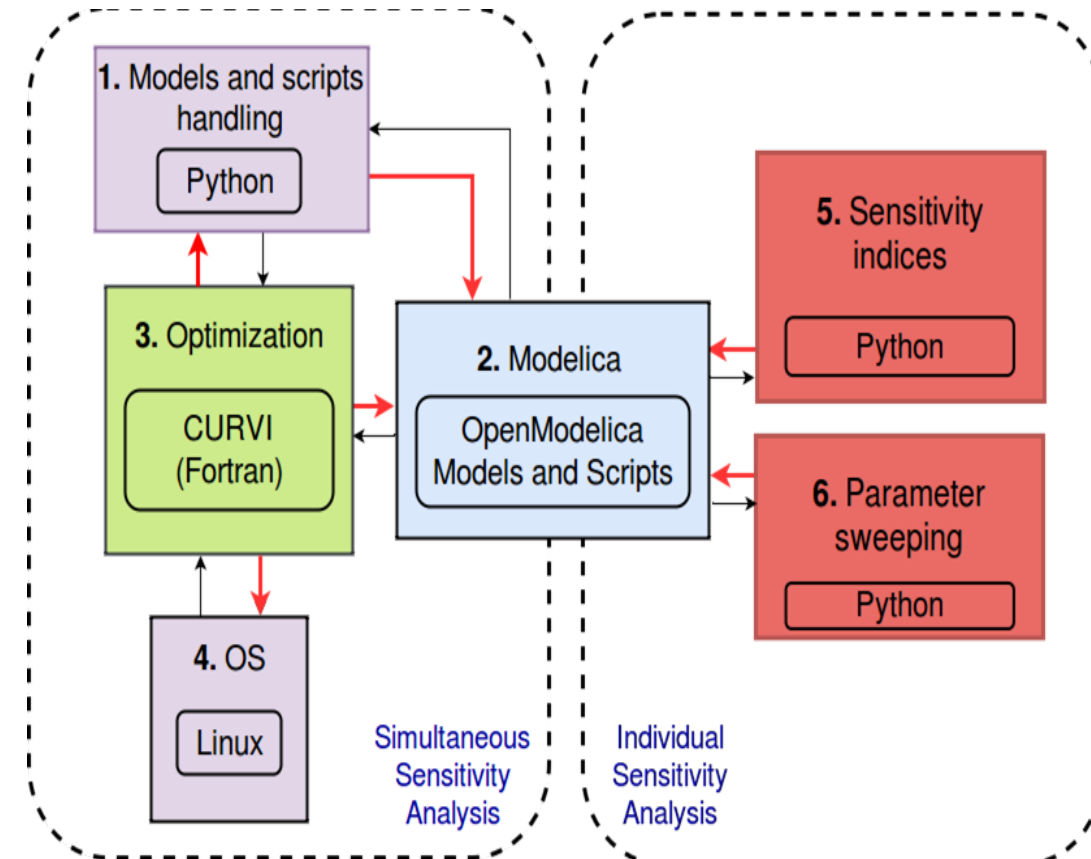 1. Models and scripts
handling
Python
3. Optimization
CURVI
(Fortran)
4. OS
Linux
2. Modelica
OpenModelica
Models and Scripts
5. Sensitivity
indices
Python
6. Parameter
sweeping
Python
Simultaneous
Sensitivity
Analysis
Individual
Sensitivity
Analysis